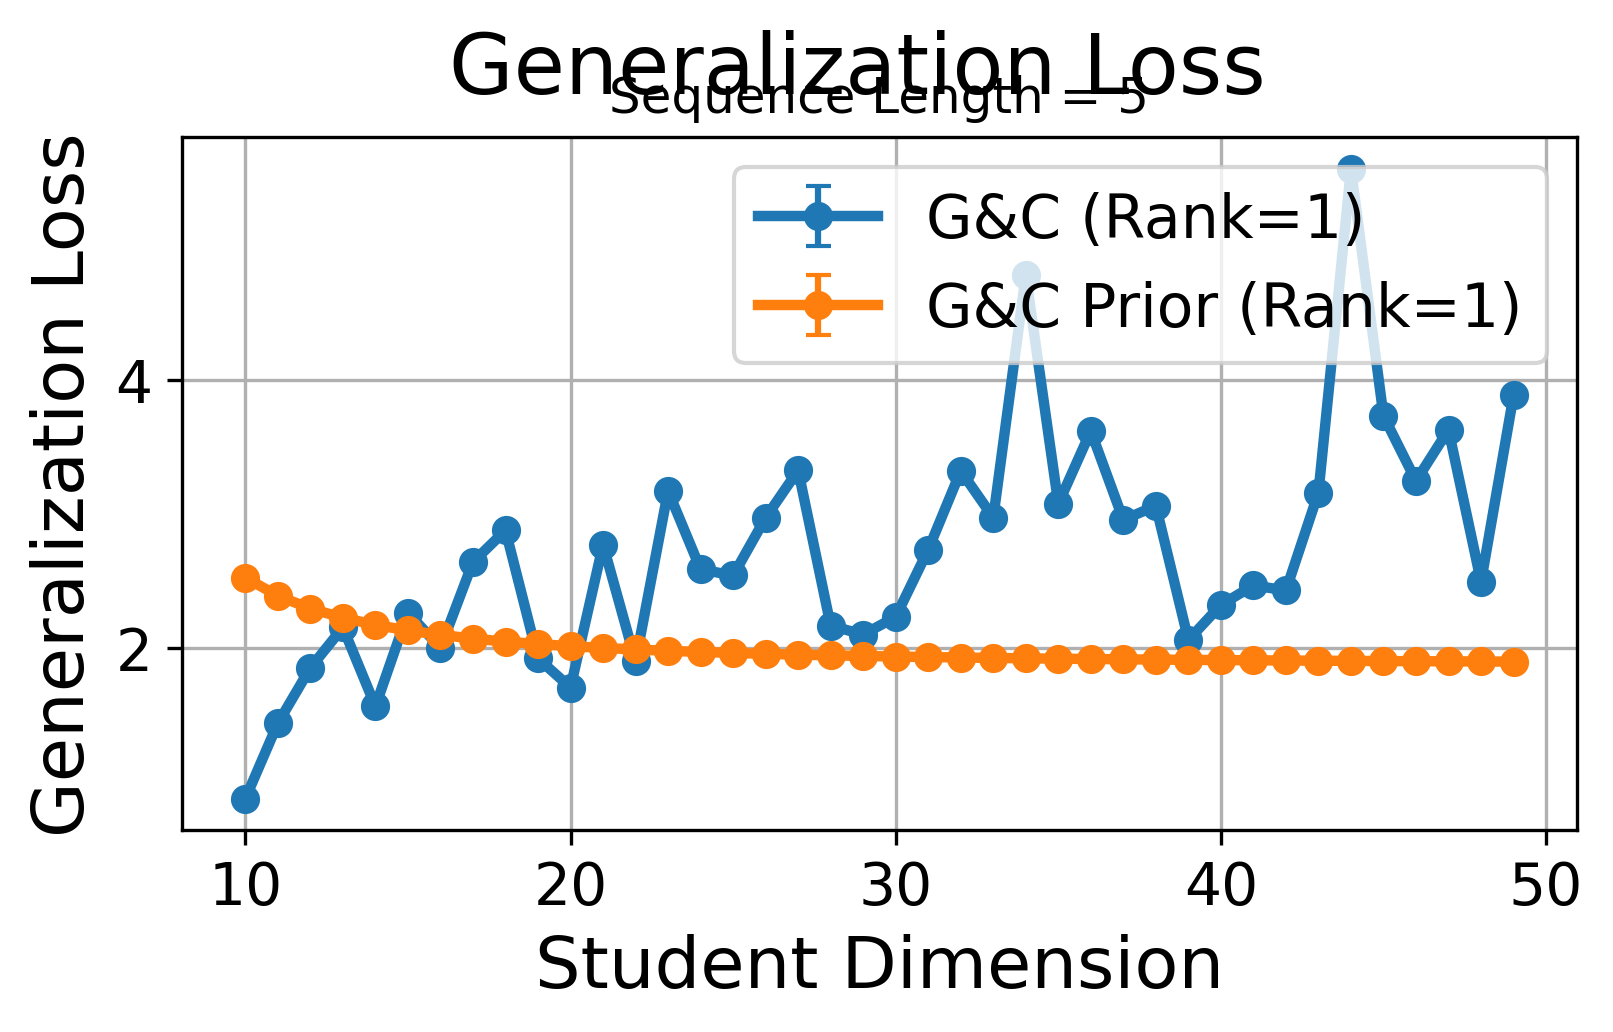 Generalization Loss
Sequence Length = 5
Generalization Loss
G&C (Rank=1)
G&C Prior (Rank=1)
4
2
10 20 30 40 50
Student Dimension